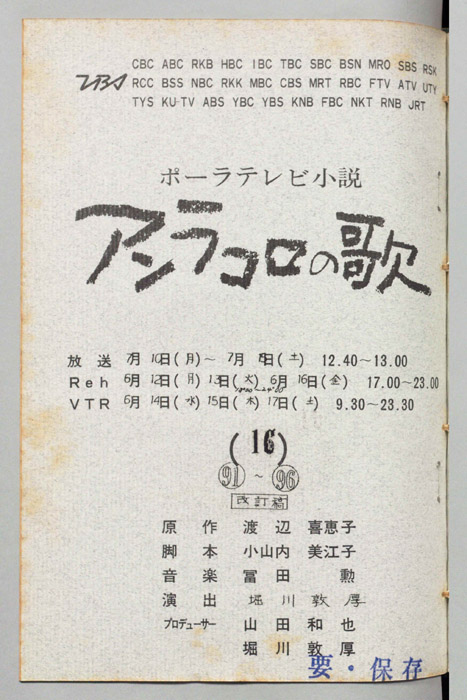 TBS
CBC ABC RKB HBC IBC TBC SBC BSN MRO SBS RSK
RCC BSS NBC RKK MBC CBS MRT RBC FTV ATV UTY
TYS KU-TV ABS YBC YBS KNB FBC NKT RNB JRT
ポーラテレビ小説
アンラコロの歌
放送 7月10日(月)～7月 日(土) 12.40～13.00
Reh 6月12日(月)13日(火)6月16日(金) 17.00～23.00
VTR 6月14日(水)15日(木)17日(土) 9.30～23.30
(16)
91～96
改訂稿
原作 渡辺喜恵子
脚本 小山内美江子
音楽 冨田勲
演出 堀川敦厚
プロデューサー 山田和也
堀川敦厚
要・保存